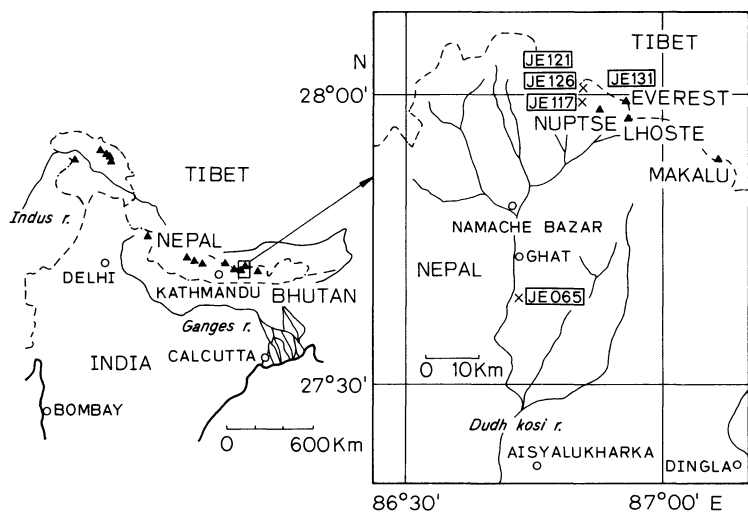 TIBET
Indus r.
NEPAL
DELHI
KATHMANDU
BHUTAN
Ganges r.
CALCUTTA
INDIA
BOMBAY
0 600Km
TIBET
N
JE121
JE126
JE131
28°00'
JE117
EVEREST
NUPTSE
LHOSTE
MAKALU
NAMACHE BAZAR
NEPAL
GHAT
JE065
0 10Km
27°30'
Dudh kosi r.
AISYALUKHARKA
DINGLA
86°30'
87°00' E